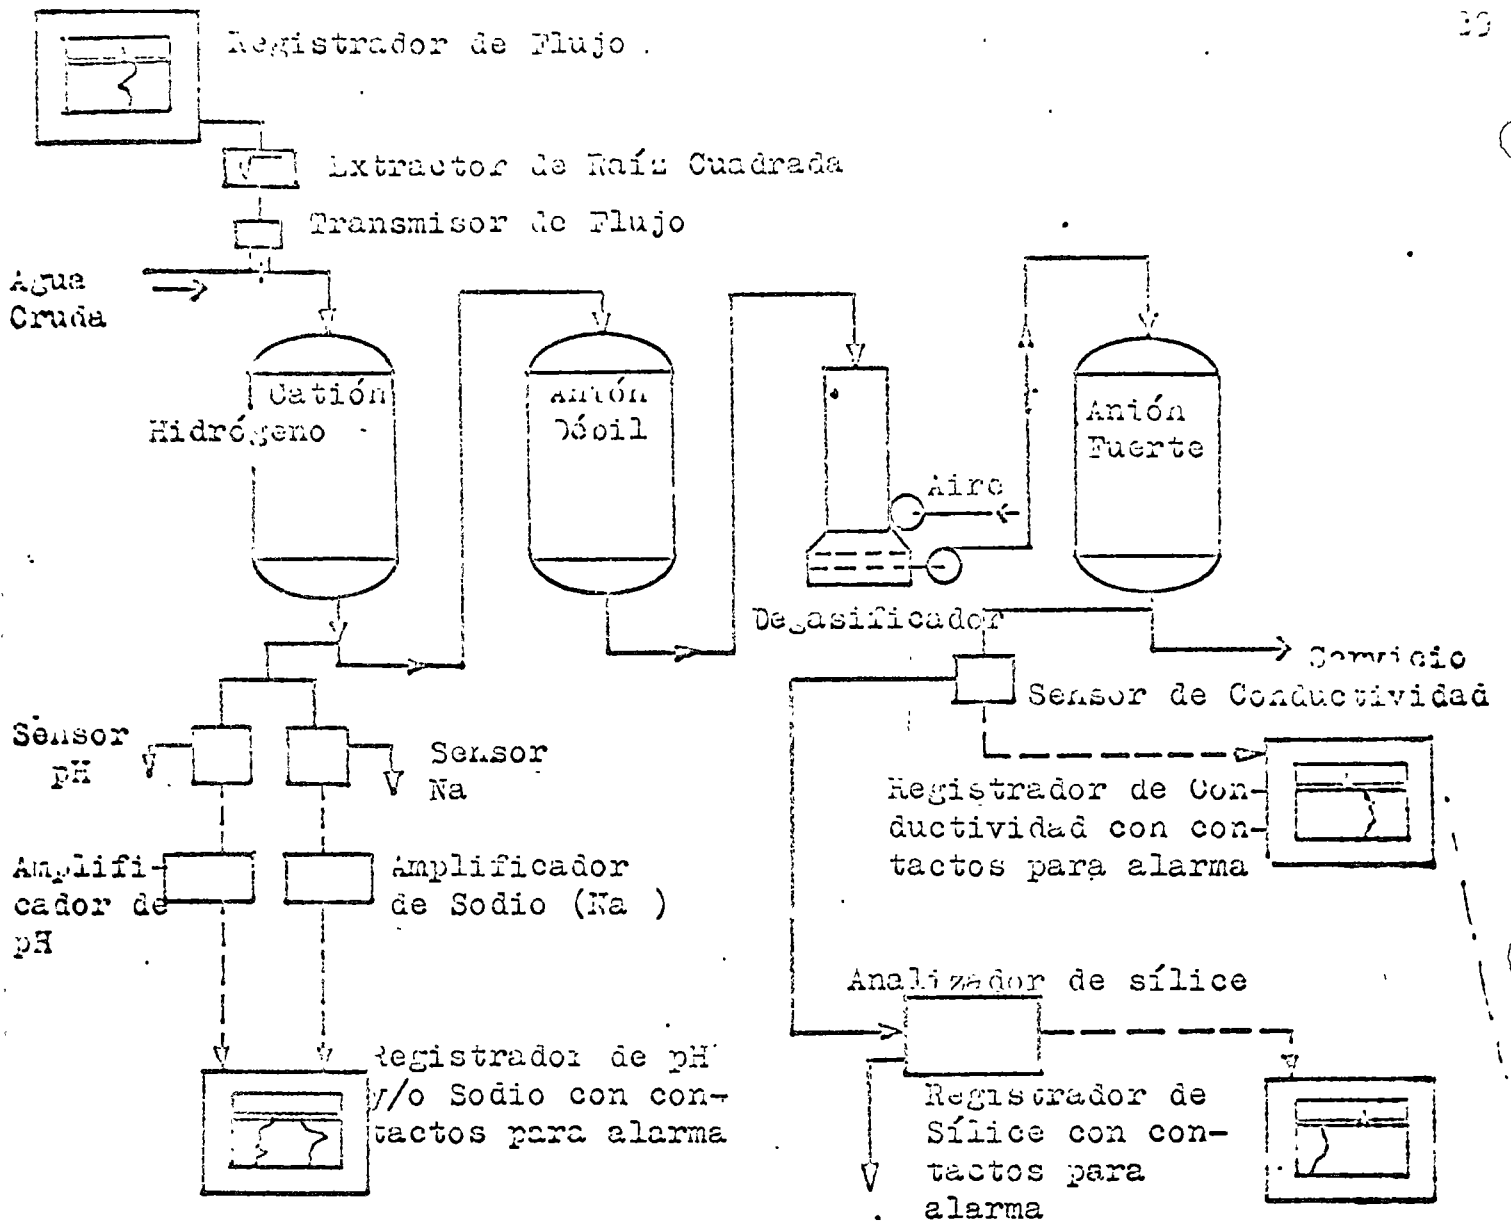 39
Registrador de Flujo
Extractor de Raíz Cuadrada
Transmisor de Flujo
Agua
Cruda
Catión
Hidrógeno
Anión
Débil
Anión
Fuerte
Aire
Degasificador
Servicio
Sensor de Conductividad
Sensor
pH
Sensor
Na
Registrador de Con-
ductividad con con-
tactos para alarma
Amplifi-
cador de
pH
Amplificador
de Sodio (Na )
Analizador de sílice
Registrador de pH
y/o Sodio con con-
tactos para alarma
Registrador de
Sílice con con-
tactos para
alarma